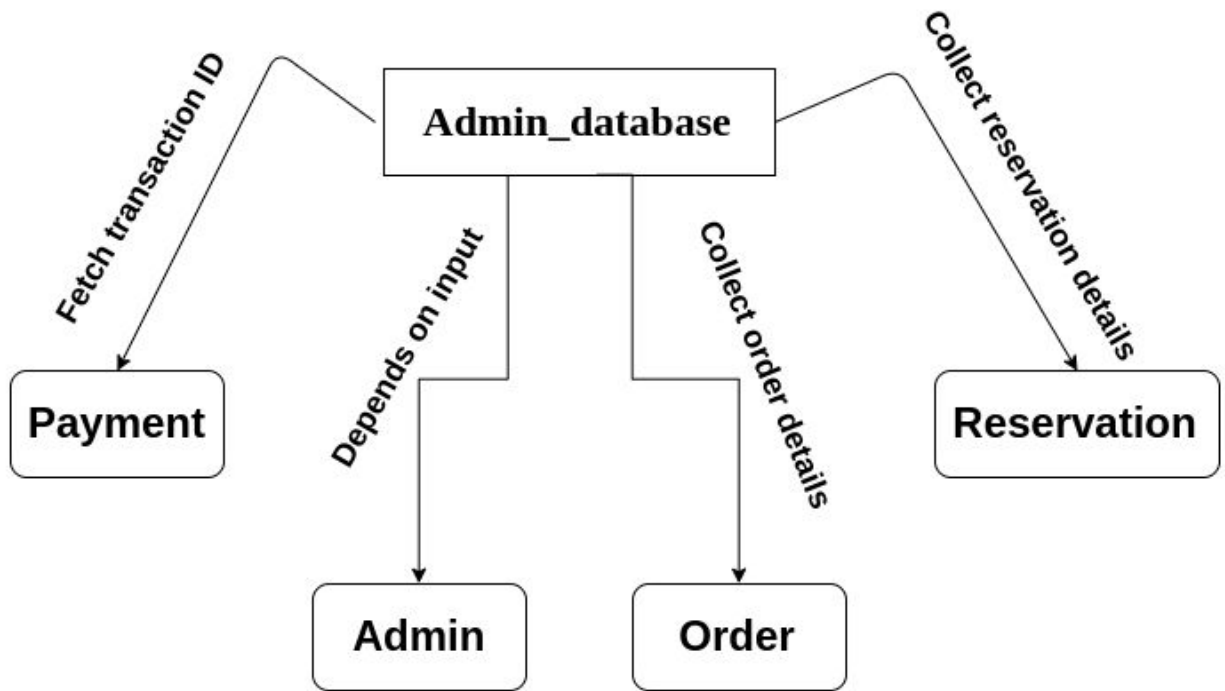 Admin_database
Fetch transaction ID
Depends on input
Collect order details
Collect reservation details
Payment
Reservation
Admin
Order